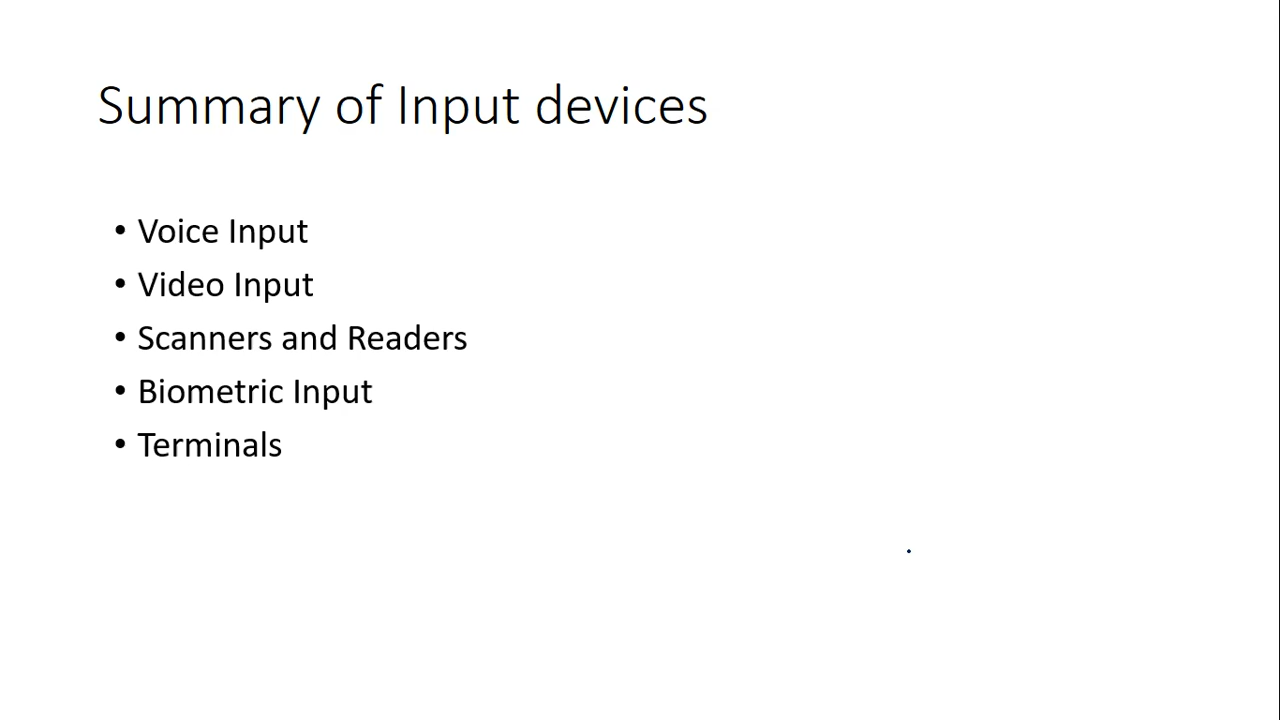 Summary of Input devices
• Voice Input
• Video Input
• Scanners and Readers
• Biometric Input
• Terminals